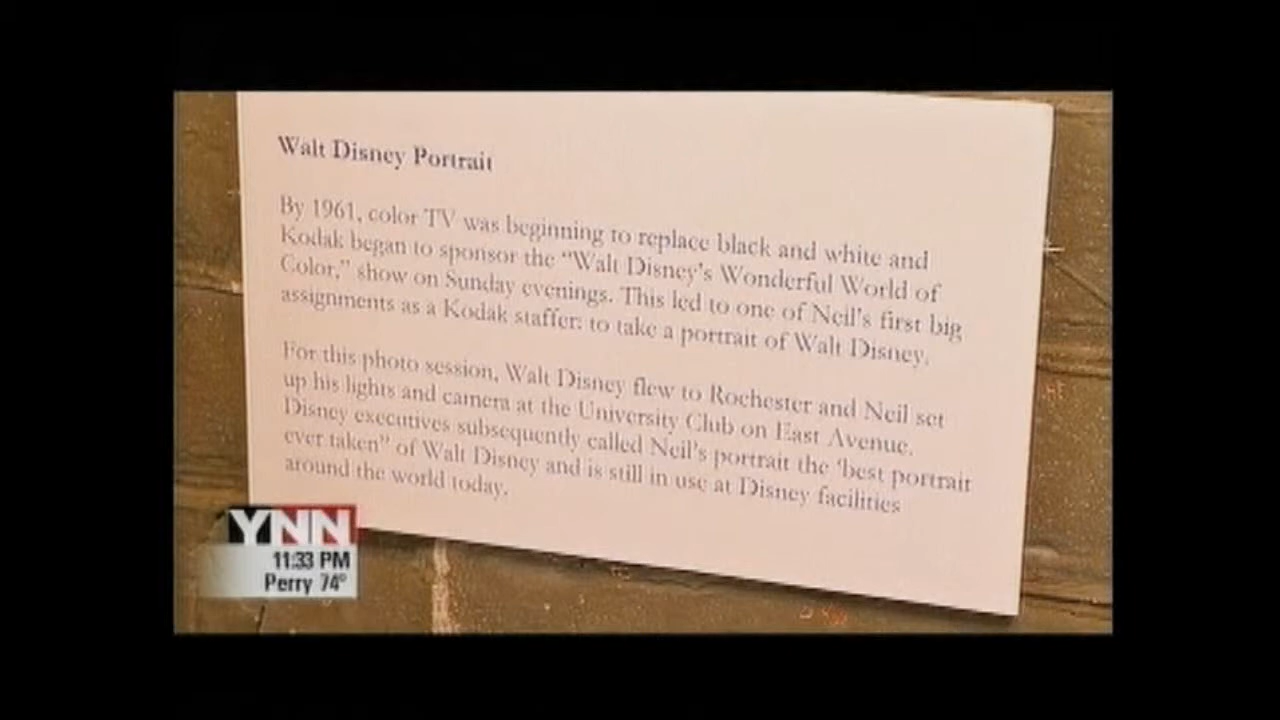 Walt Disney Portrait
By 1961, color TV was beginning to replace black and white and
Kodak began to sponsor the “Walt Disney’s Wonderful World of
Color,” show on Sunday evenings. This led to one of Neil’s first big
assignments as a Kodak staffer: to take a portrait of Walt Disney.
For this photo session, Walt Disney flew to Rochester and Neil set
up his lights and camera at the University Club on East Avenue.
Disney executives subsequently called Neil’s portrait the ‘best portrait
ever taken” of Walt Disney and is still in use at Disney facilities
around the world today.
YNN
11:33 PM
Perry 74°